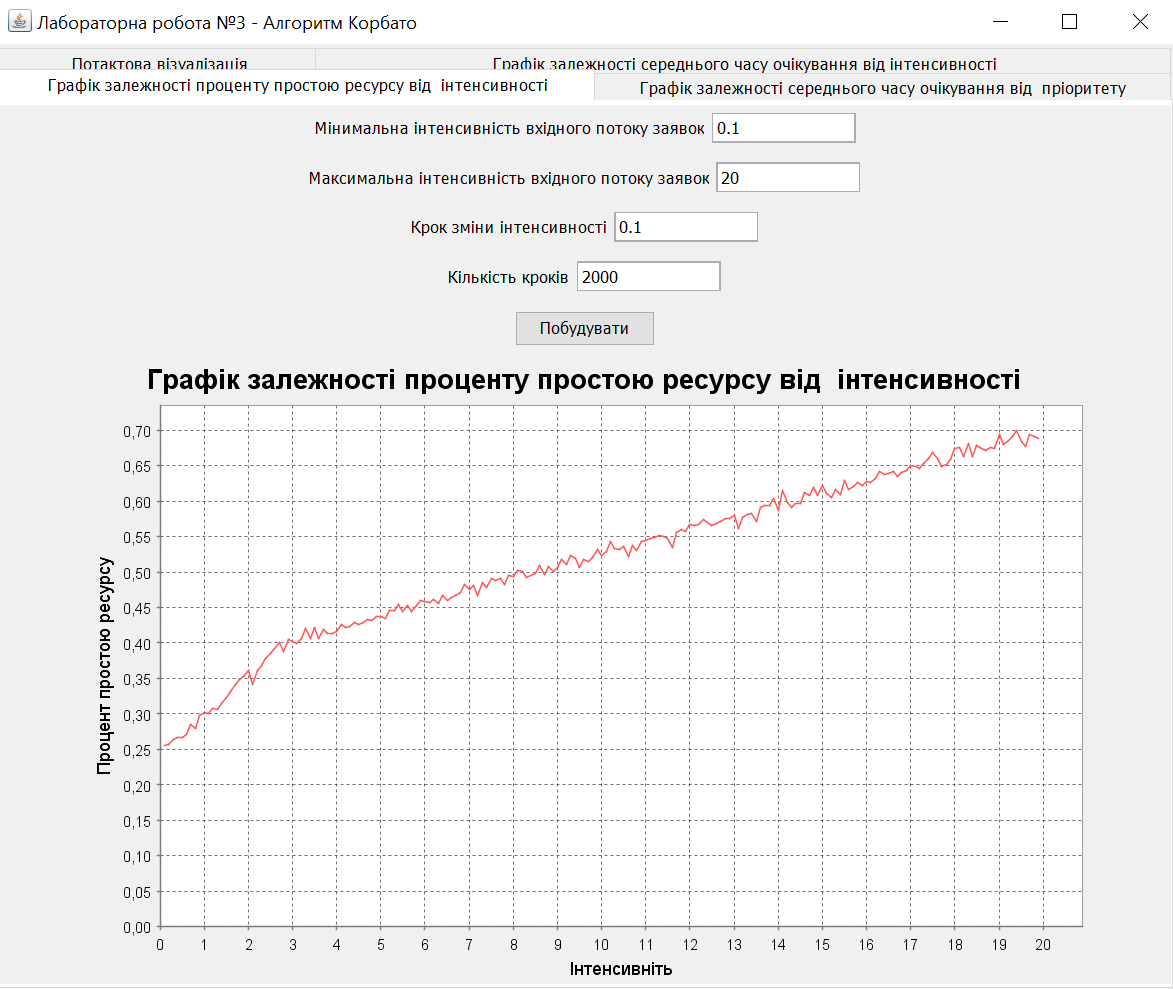 Лабораторна робота №3 - Алгоритм Корбато
Потактова візуалізація
Графік залежності середнього часу очікування від інтенсивності
Графік залежності проценту простою ресурсу від  інтенсивності
Графік залежності середнього часу очікування від  пріоритету
Мінимальна інтенсивність вхідного потоку заявок 0.1
Максимальна інтенсивність вхідного потоку заявок 20
Крок зміни інтенсивності 0.1
Кількість кроків 2000
Побудувати
Графік залежності проценту простою ресурсу від  інтенсивності
Процент простою ресурсу
0,70
0,65
0,60
0,55
0,50
0,45
0,40
0,35
0,30
0,25
0,20
0,15
0,10
0,05
0,00
0 1 2 3 4 5 6 7 8 9 10 11 12 13 14 15 16 17 18 19 20
Інтенсивніть